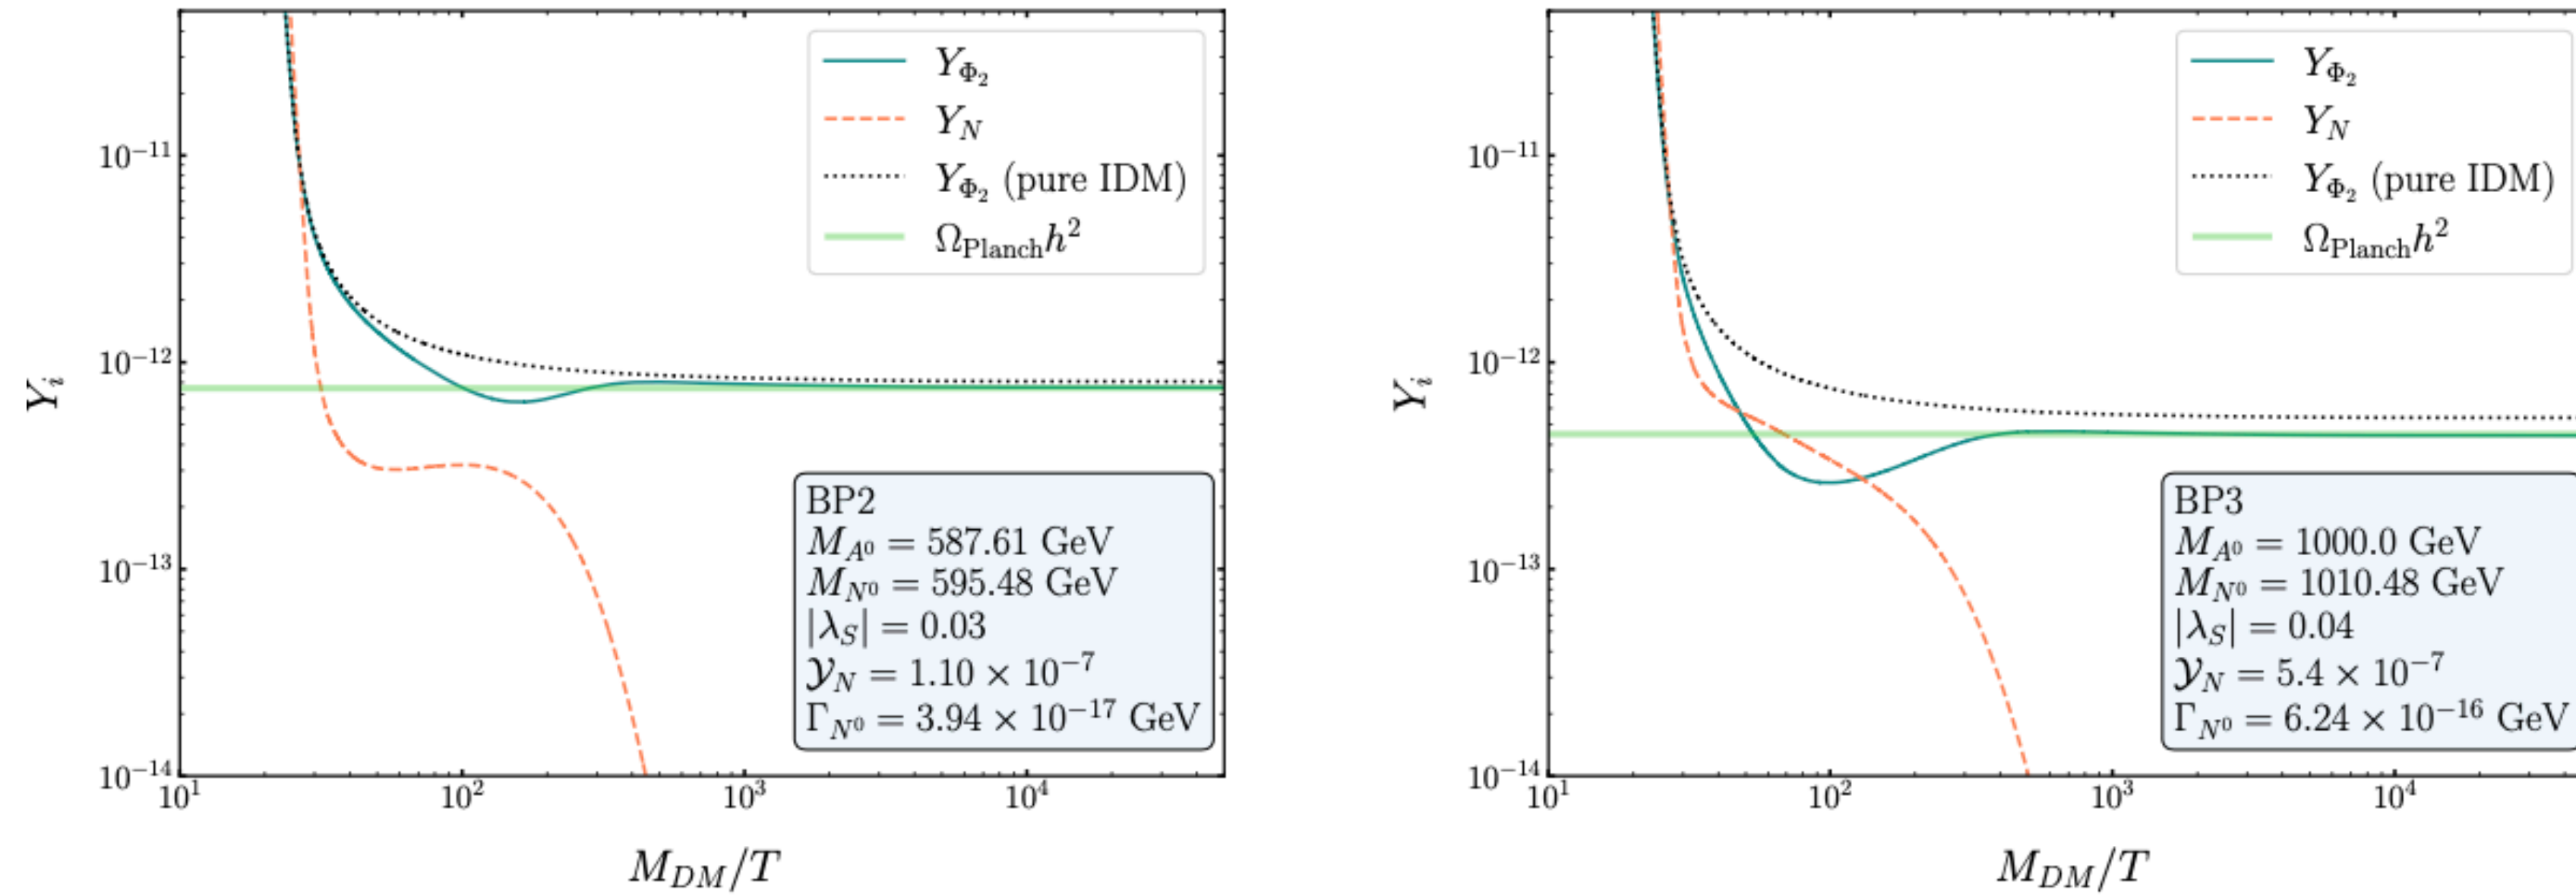 Y_{Φ_2}
Y_N
Y_{Φ_2} (pure IDM)
Ω_{Planch}h^2
10^{-11}
10^{-12}
10^{-13}
10^{-14}
Y_i
BP2
M_{A^0} = 587.61 GeV
M_{N^0} = 595.48 GeV
|λ_S| = 0.03
𝒴_N = 1.10 × 10^{-7}
Γ_{N^0} = 3.94 × 10^{-17} GeV
10^1
10^2
10^3
10^4
M_{DM}/T
Y_{Φ_2}
Y_N
Y_{Φ_2} (pure IDM)
Ω_{Planch}h^2
10^{-11}
10^{-12}
10^{-13}
10^{-14}
Y_i
BP3
M_{A^0} = 1000.0 GeV
M_{N^0} = 1010.48 GeV
|λ_S| = 0.04
𝒴_N = 5.4 × 10^{-7}
Γ_{N^0} = 6.24 × 10^{-16} GeV
10^1
10^2
10^3
10^4
M_{DM}/T